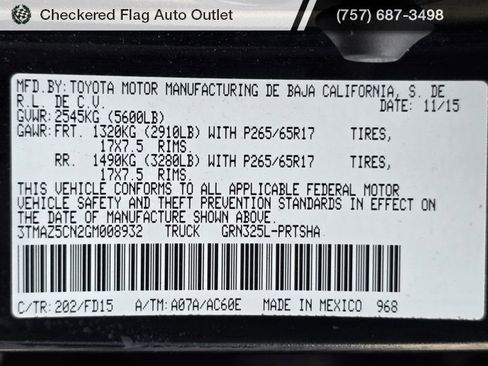 Checkered Flag Auto Outlet (757) 687-3498
MFD.BY: TOYOTA MOTOR MANUFACTURING DE BAJA CALIFORNIA, S. DE
R.L. DE C.V. DATE: 11/15
GVWR: 2545KG (5600LB)
GAWR: FRT. 1320KG (2910LB) WITH P265/65R17 TIRES,
17X7.5 RIMS.
RR. 1490KG (3280LB) WITH P265/65R17 TIRES,
17X7.5 RIMS.
THIS VEHICLE CONFORMS TO ALL APPLICABLE FEDERAL MOTOR
VEHICLE SAFETY AND THEFT PREVENTION STANDARDS IN EFFECT
ON THE DATE OF MANUFACTURE SHOWN ABOVE.
3TMAZ5CN2GM008932 TRUCK GRN325L-PRTSHA
C/TR: 202/FD15 A/TM: A07A/AC60E MADE IN MEXICO 968